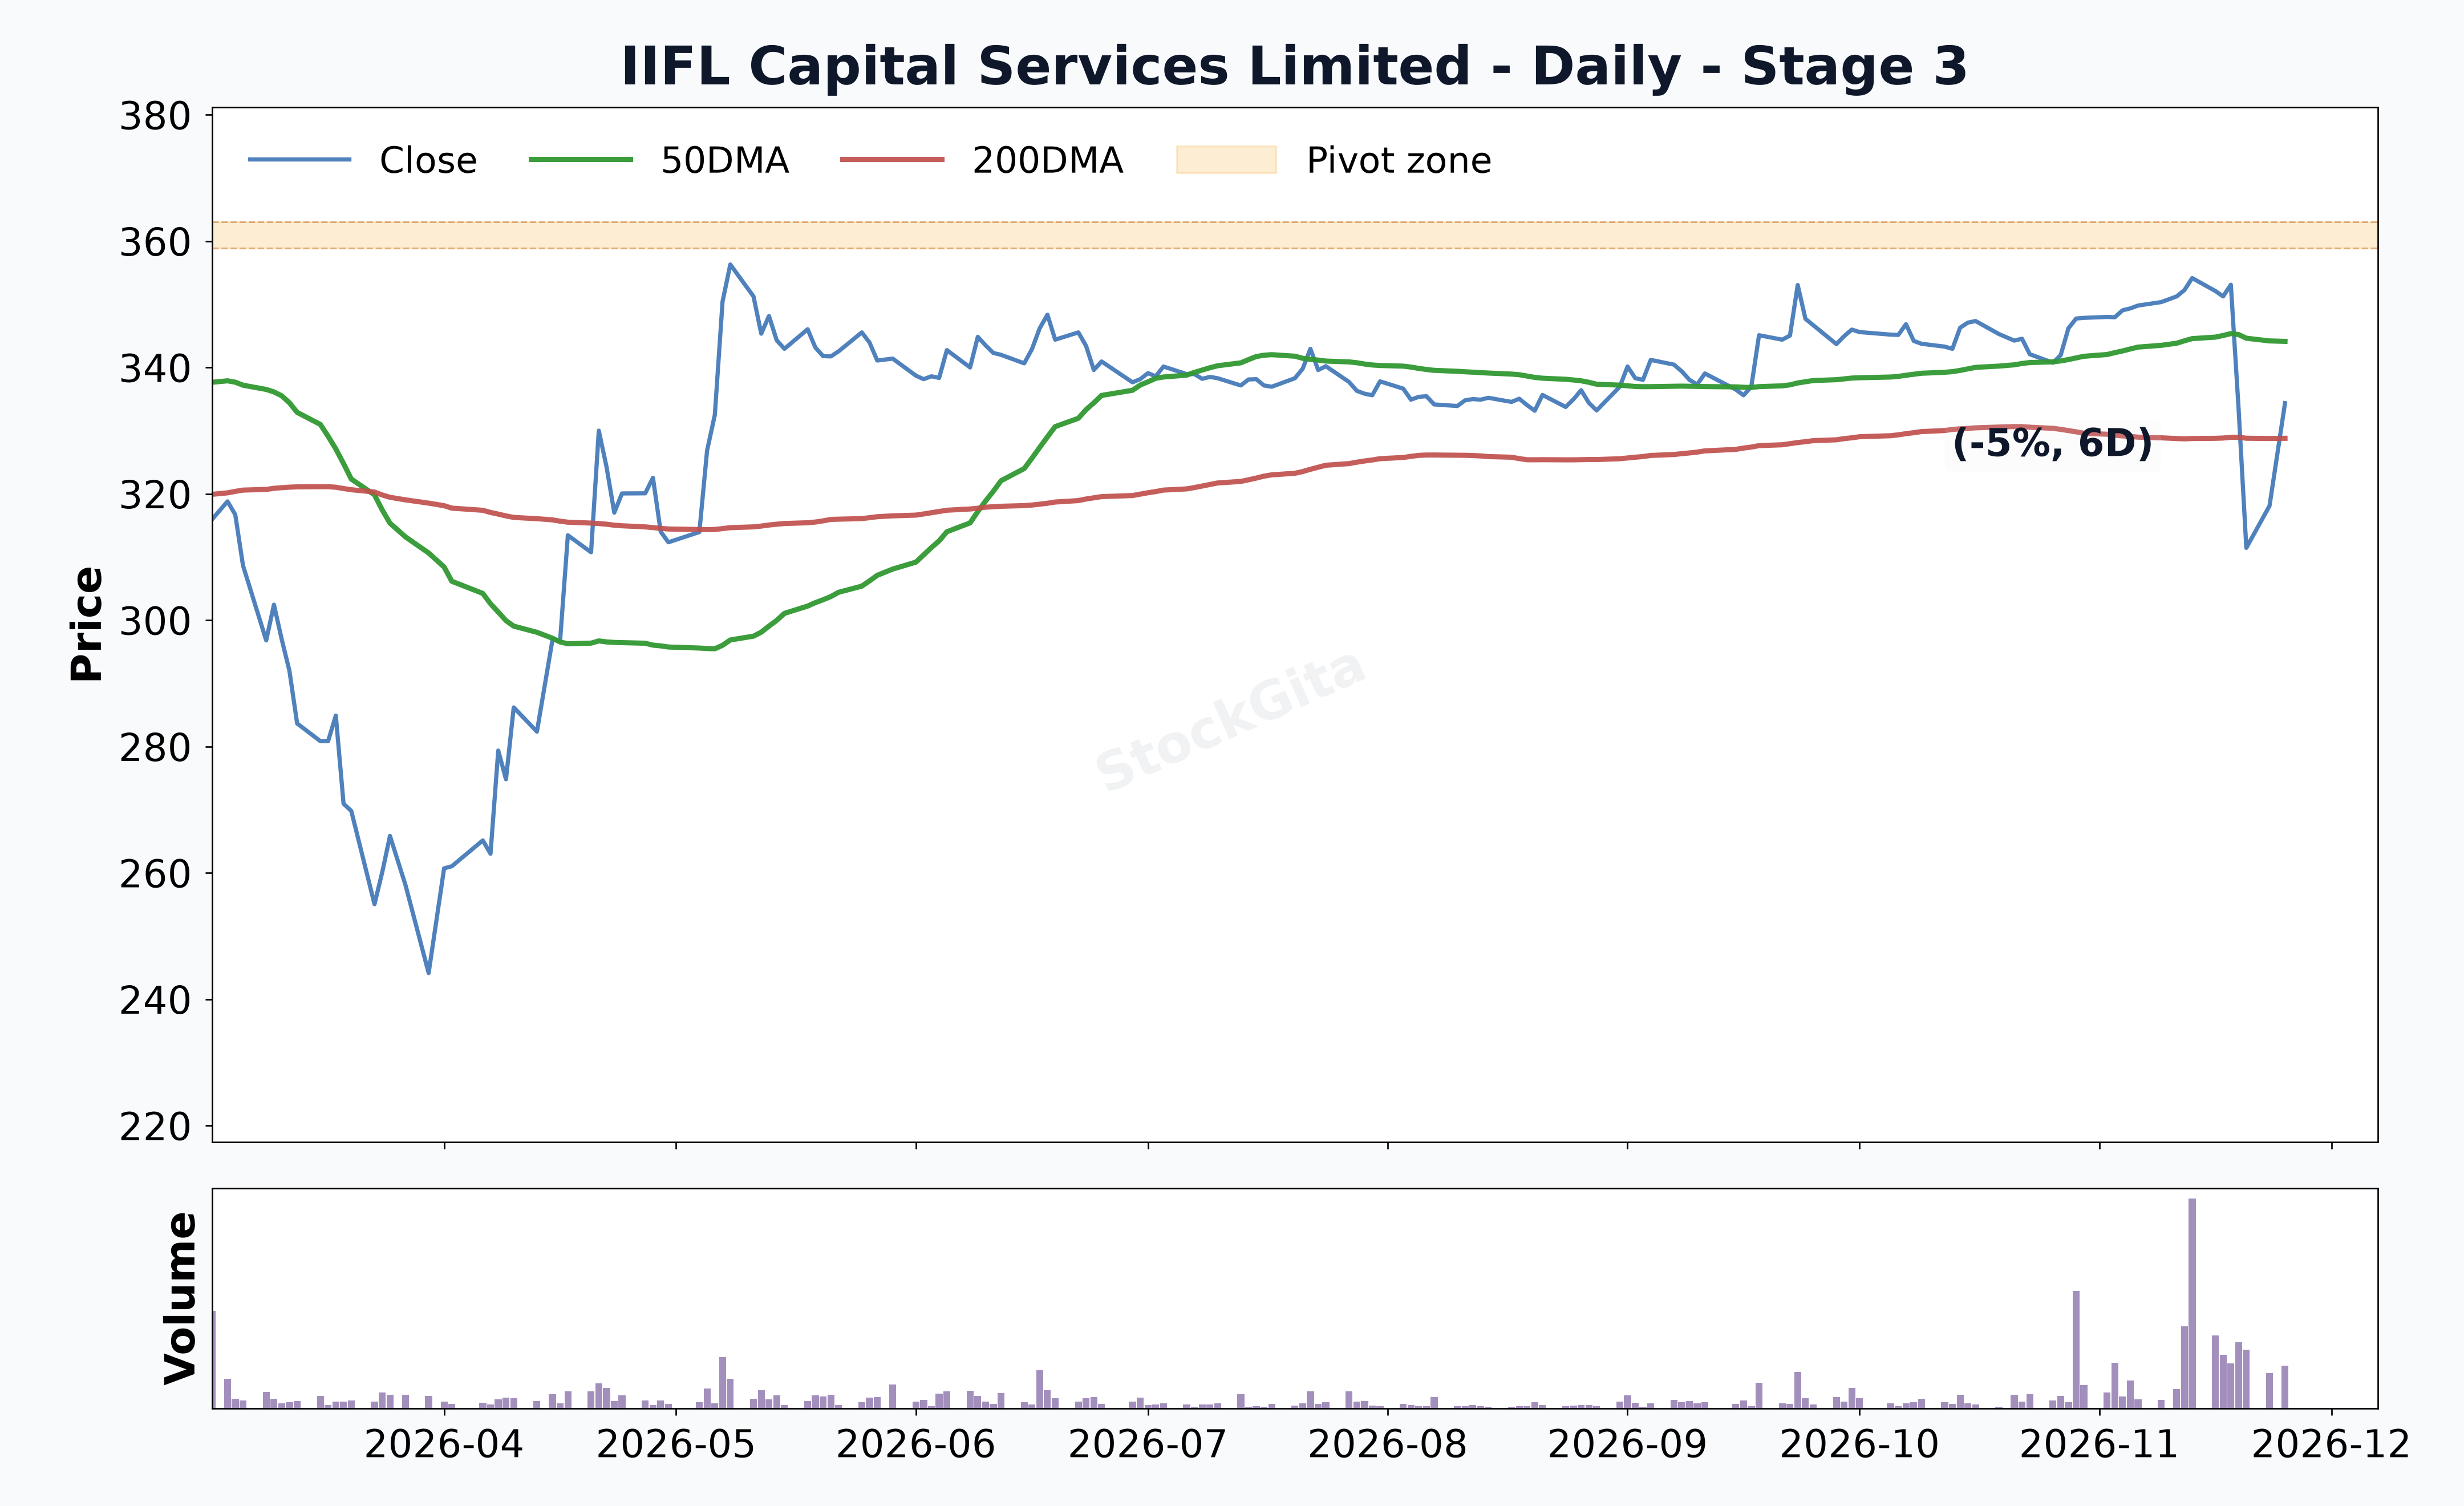 IIFL Capital Services Limited - Daily - Stage 3
Close 50DMA 200DMA Pivot zone
380
360
340
320
300
280
260
240
220
Price
(-5%, 6D)
StockGita
Volume
2026-04 2026-05 2026-06 2026-07 2026-08 2026-09 2026-10 2026-11 2026-12